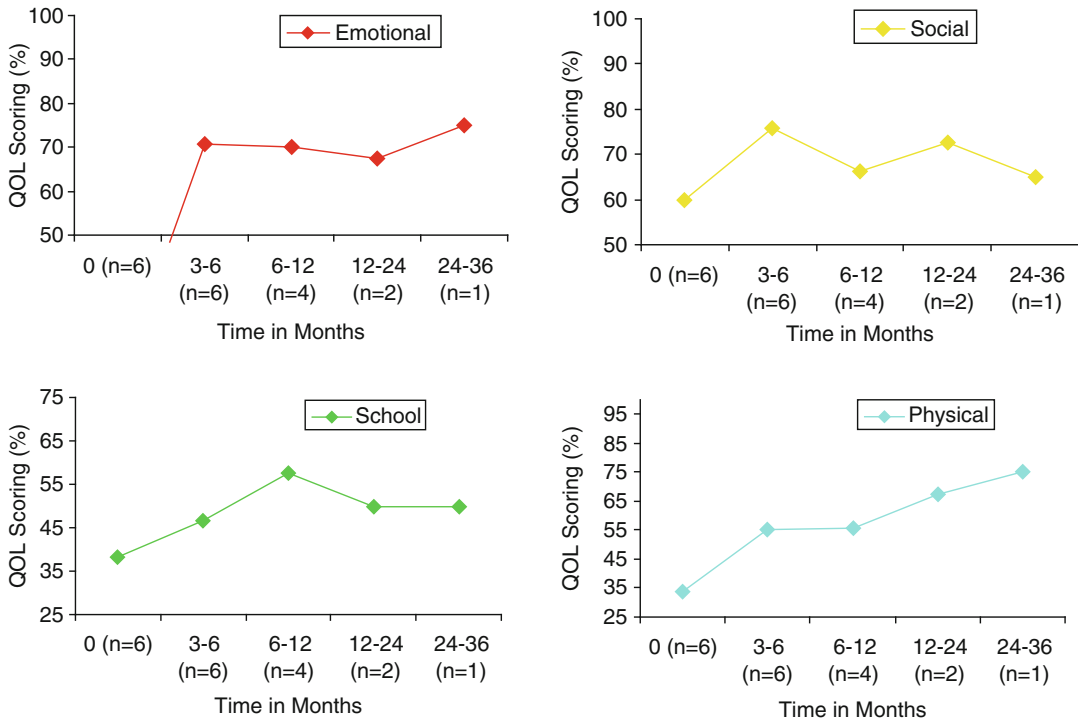 Emotional
QOL Scoring (%)
100
90
80
70
60
50
0 (n=6) 3-6 6-12 12-24 24-36
(n=6) (n=4) (n=2) (n=1)
Time in Months
Social
QOL Scoring (%)
100
90
80
70
60
50
0 (n=6) 3-6 6-12 12-24 24-36
(n=6) (n=4) (n=2) (n=1)
Time in Months
School
QOL Scoring (%)
75
65
55
45
35
25
0 (n=6) 3-6 6-12 12-24 24-36
(n=6) (n=4) (n=2) (n=1)
Time in Months
Physical
QOL Scoring (%)
95
85
75
65
55
45
35
25
0 (n=6) 3-6 6-12 12-24 24-36
(n=6) (n=4) (n=2) (n=1)
Time in Months